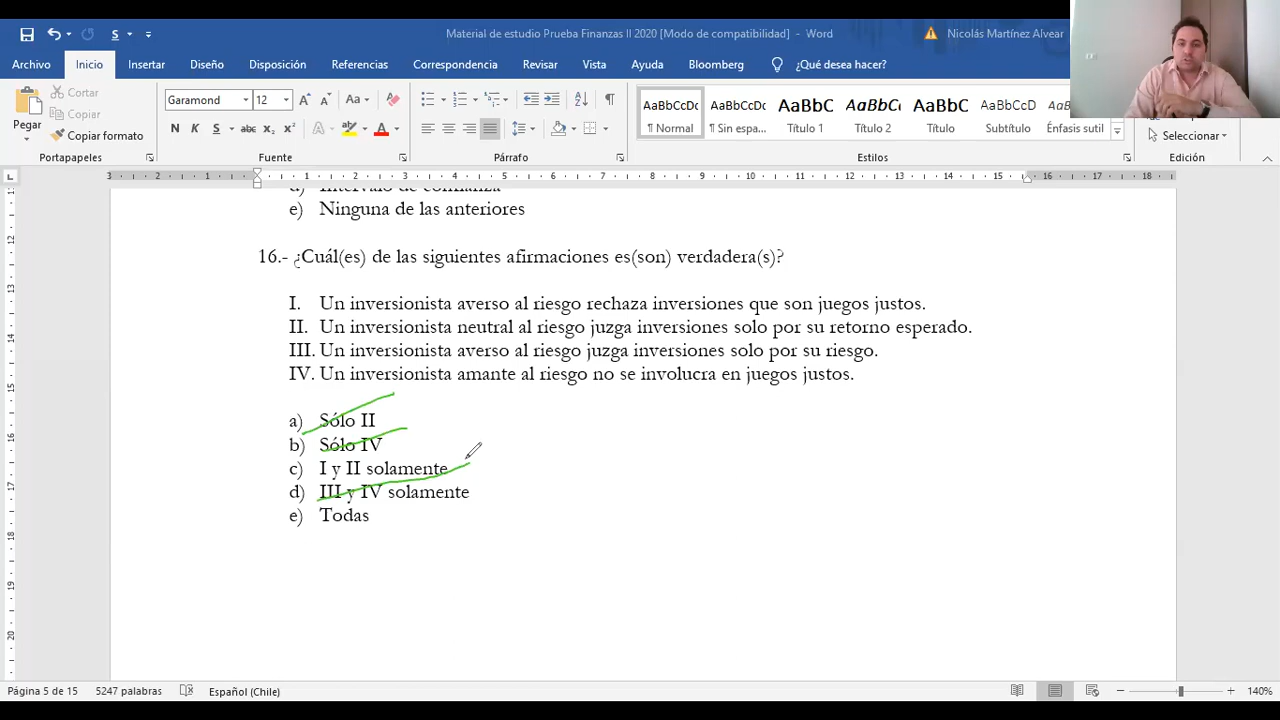 Material de estudio Prueba Finanzas II 2020 [Modo de compatibilidad] - Word
Nicolás Martínez Alvear
Archivo Inicio Insertar Diseño Disposición Referencias Correspondencia Revisar Vista Ayuda Bloomberg ¿Qué desea hacer?
Pegar
Cortar
Copiar
Copiar formato
Portapapeles
Garamond 12
Fuente
Párrafo
AaBbCcDc AaBbCcDc AaBbC AaBbCc AaBbC AaBbCcD AaBbCcDc
¶ Normal ¶ Sin espa... Título 1 Título 2 Título Subtítulo Énfasis sutil
Estilos
Seleccionar
Edición
d) Intervalo de confianza
e) Ninguna de las anteriores
16.- ¿Cuál(es) de las siguientes afirmaciones es(son) verdadera(s)?
I. Un inversionista averso al riesgo rechaza inversiones que son juegos justos.
II. Un inversionista neutral al riesgo juzga inversiones solo por su retorno esperado.
III. Un inversionista averso al riesgo juzga inversiones solo por su riesgo.
IV. Un inversionista amante al riesgo no se involucra en juegos justos.
a) Sólo II
b) Sólo IV
c) I y II solamente
d) III y IV solamente
e) Todas
Página 5 de 15 5247 palabras Español (Chile) 140%